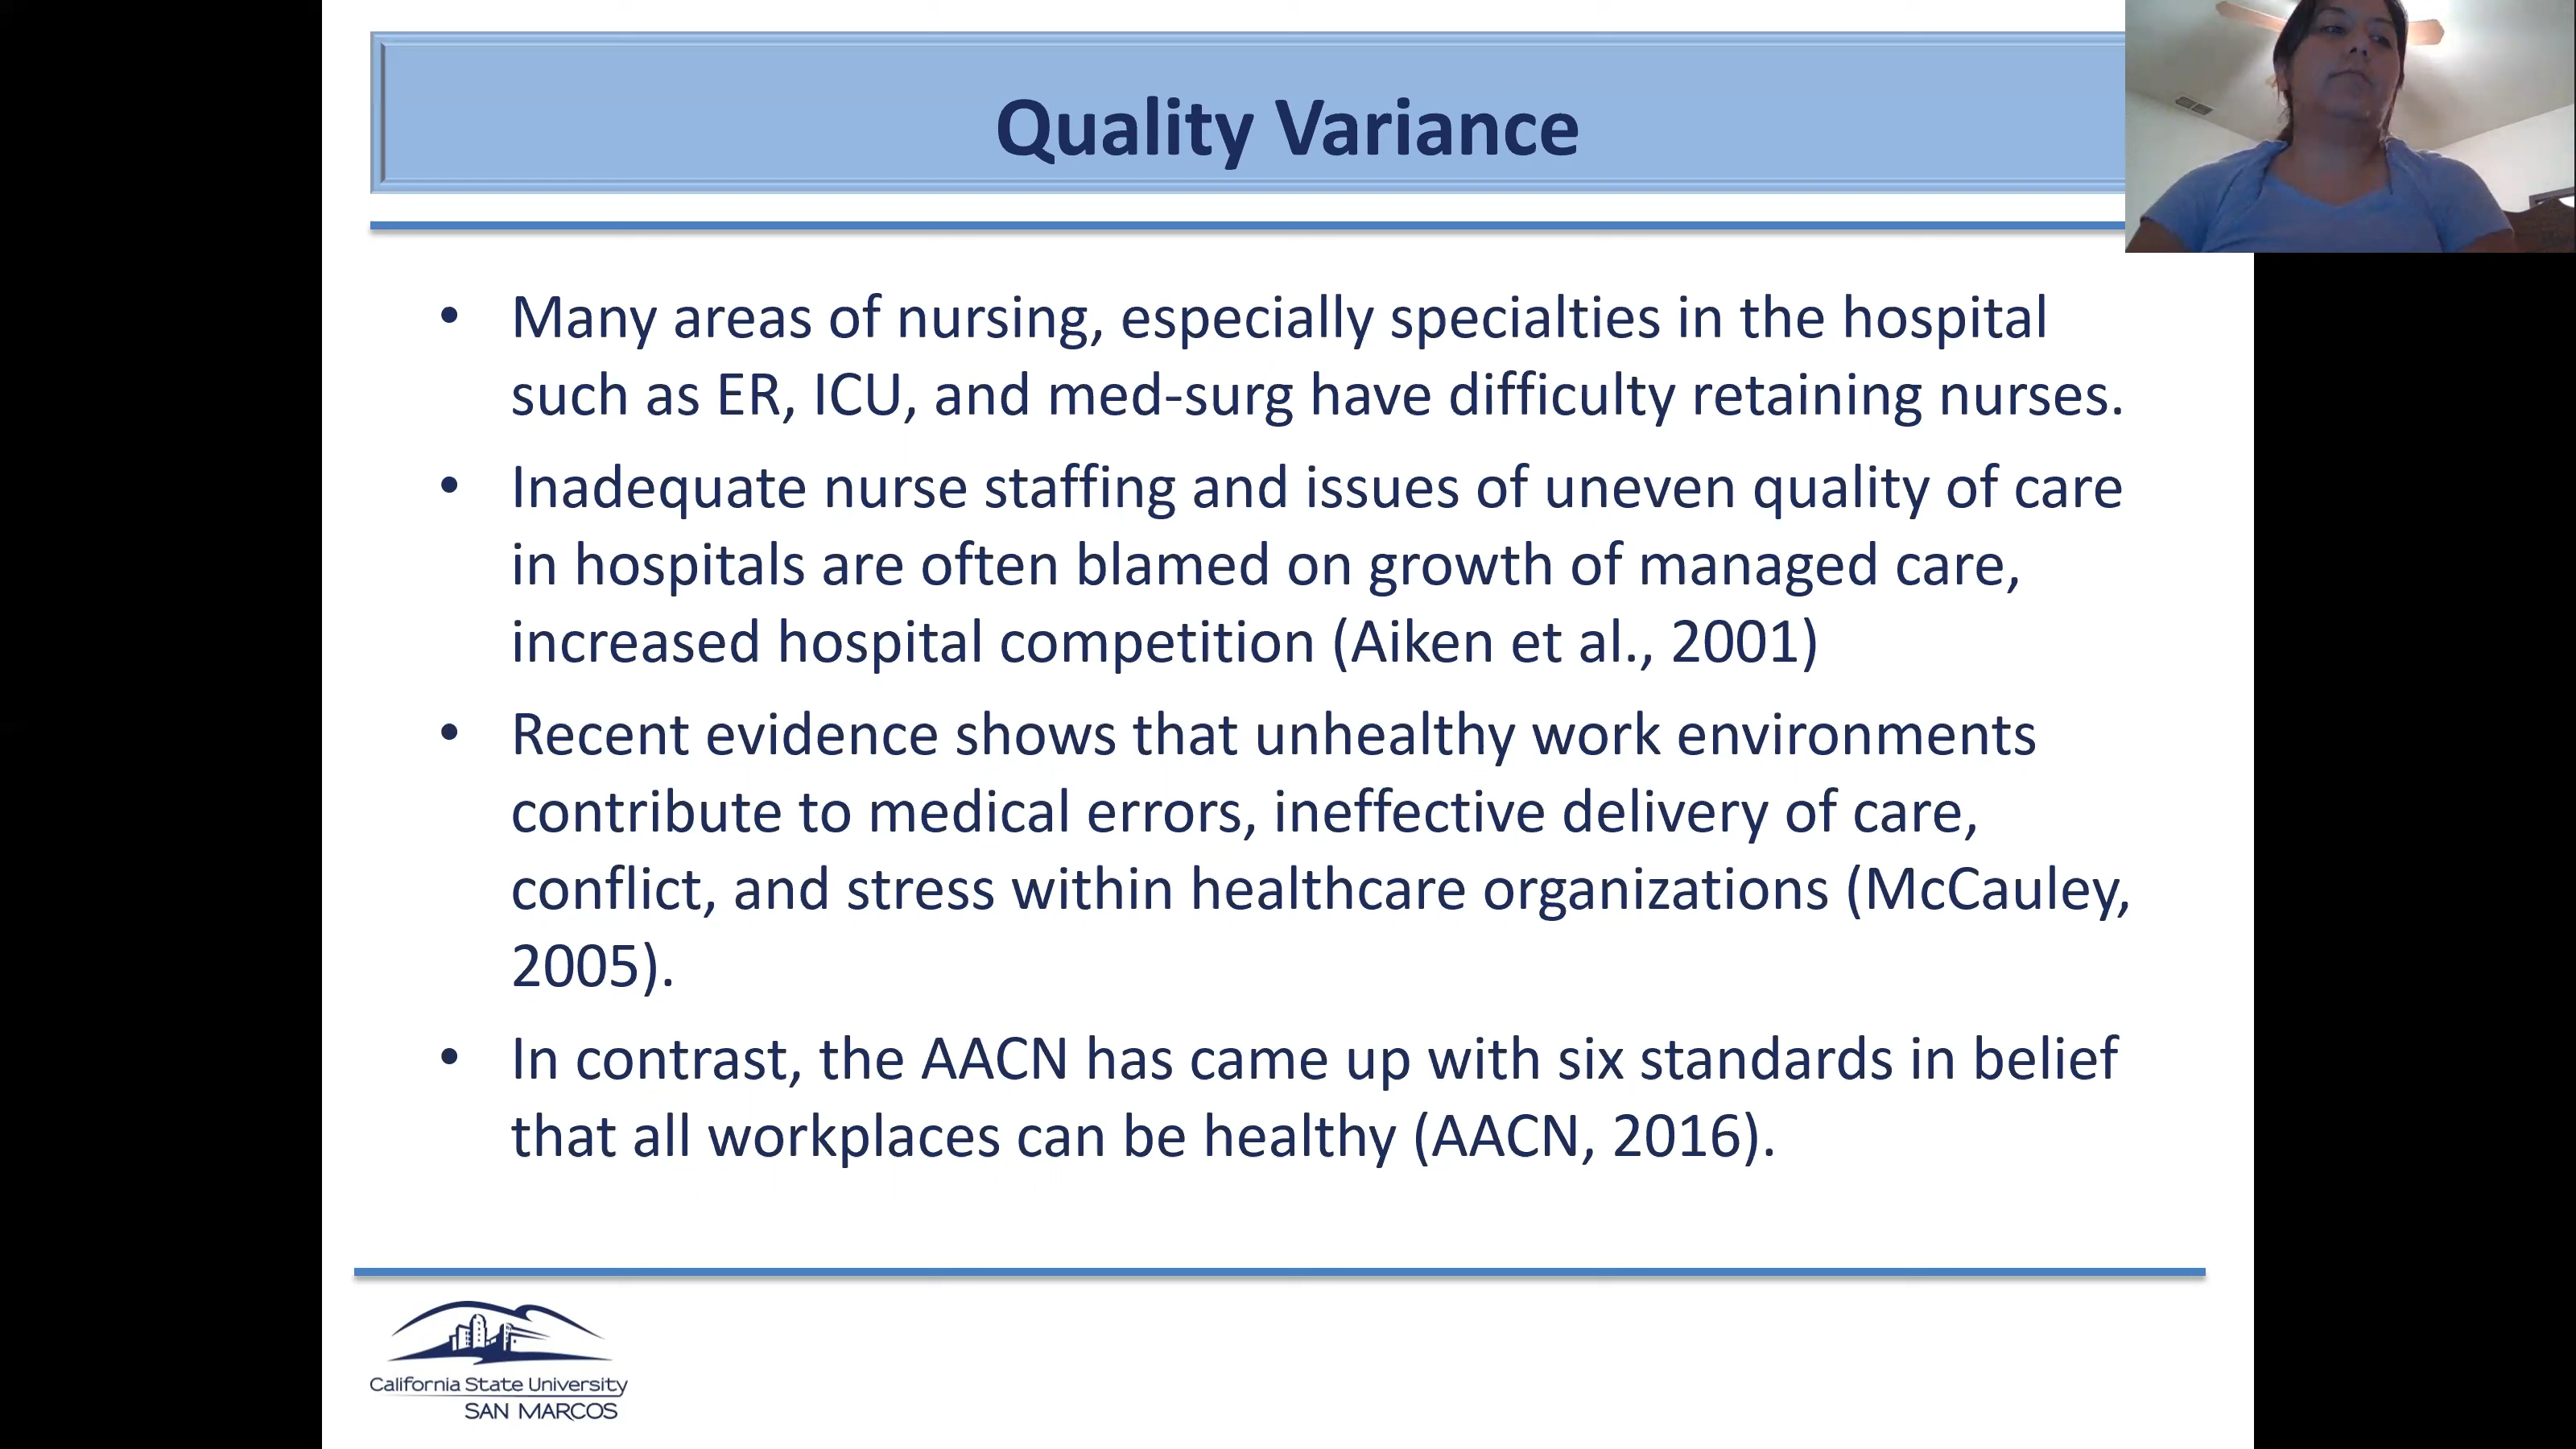 Quality Variance
• Many areas of nursing, especially specialties in the hospital
such as ER, ICU, and med-surg have difficulty retaining nurses.
• Inadequate nurse staffing and issues of uneven quality of care
in hospitals are often blamed on growth of managed care,
increased hospital competition (Aiken et al., 2001)
• Recent evidence shows that unhealthy work environments
contribute to medical errors, ineffective delivery of care,
conflict, and stress within healthcare organizations (McCauley,
2005).
• In contrast, the AACN has came up with six standards in belief
that all workplaces can be healthy (AACN, 2016).
California State University
SAN MARCOS